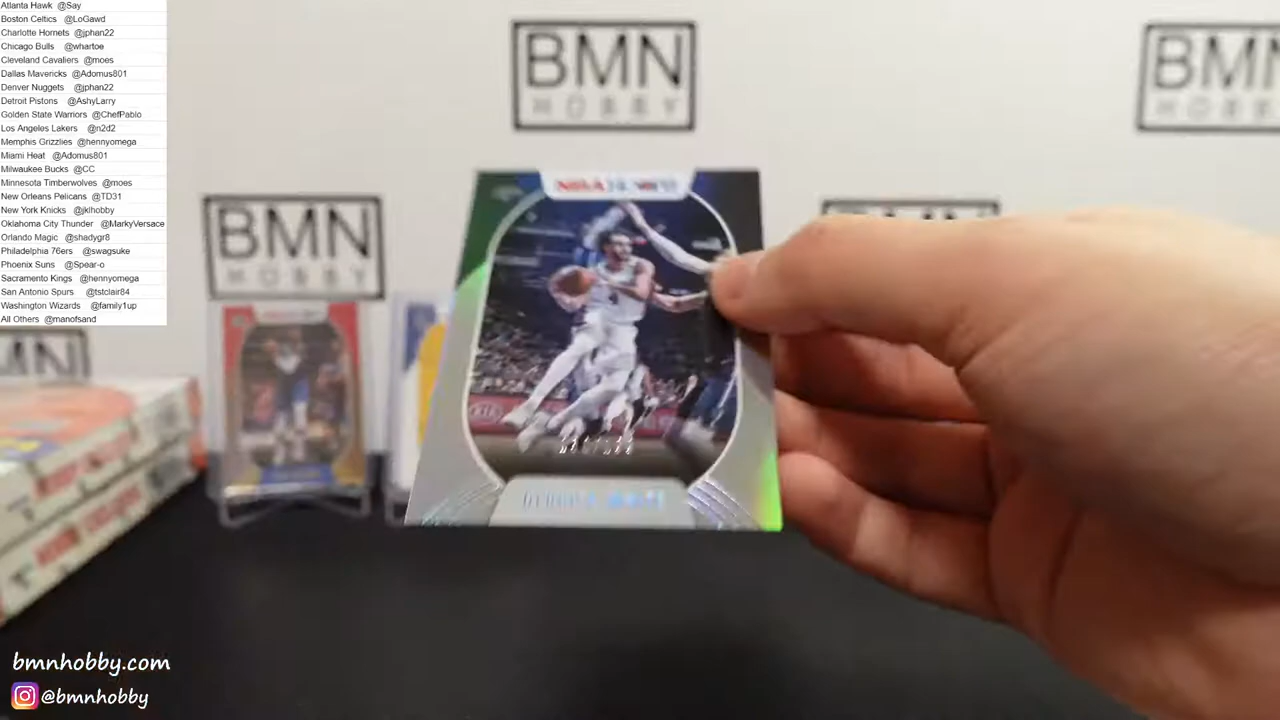 Atlanta Hawk @Say
Boston Celtics @LoGawd
Charlotte Hornets @jphan22
Chicago Bulls @whartoe
Cleveland Cavaliers @moes
Dallas Mavericks @Adomus801
Denver Nuggets @jphan22
Detroit Pistons @AshyLarry
Golden State Warriors @ChefPablo
Los Angeles Lakers @n2d2
Memphis Grizzlies @hennyomega
Miami Heat @Adomus801
Milwaukee Bucks @CC
Minnesota Timberwolves @moes
New Orleans Pelicans @TD31
New York Knicks @jklhobby
Oklahoma City Thunder @MarkyVersace
Orlando Magic @shadygr8
Philadelphia 76ers @swagsuke
Phoenix Suns @Spear-o
Sacramento Kings @hennyomega
San Antonio Spurs @tstclair84
Washington Wizards @family1up
All Others @manofsand
BMN
HOBBY
BMN
BMN
HOBBY
NBA HOOPS
KIA
bmnhobby.com
@bmnhobby